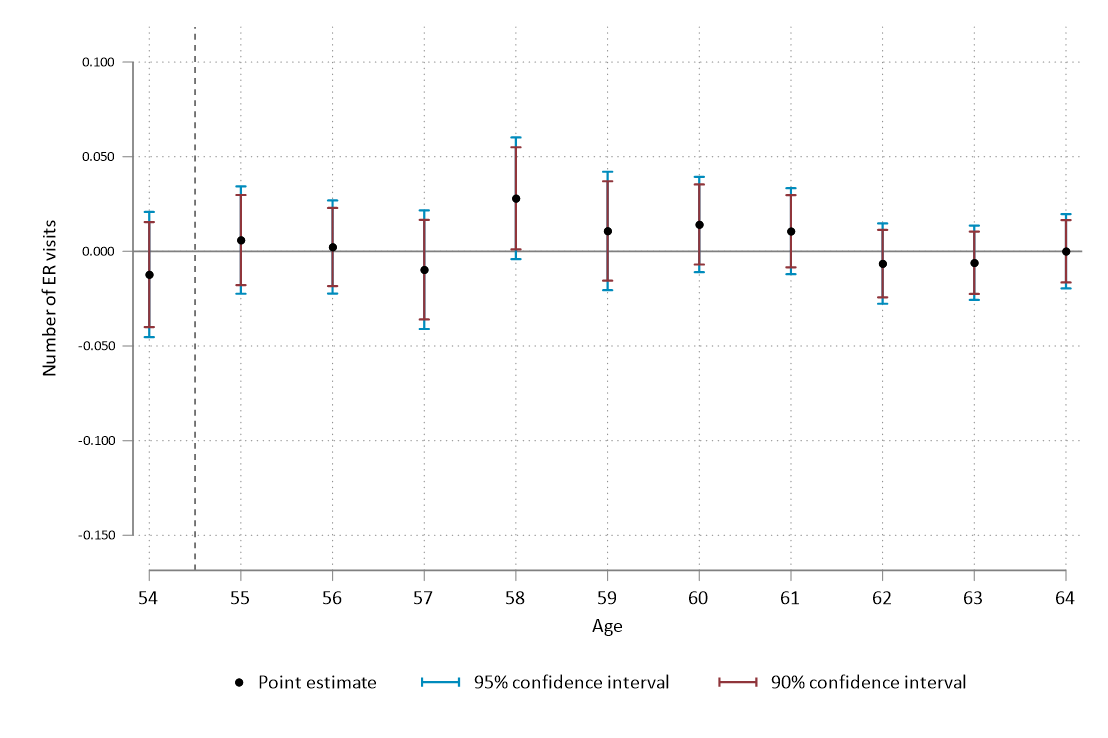 0.100
0.050
0.000
-0.050
-0.100
-0.150
Number of ER visits
54 55 56 57 58 59 60 61 62 63 64
Age
Point estimate 95% confidence interval 90% confidence interval